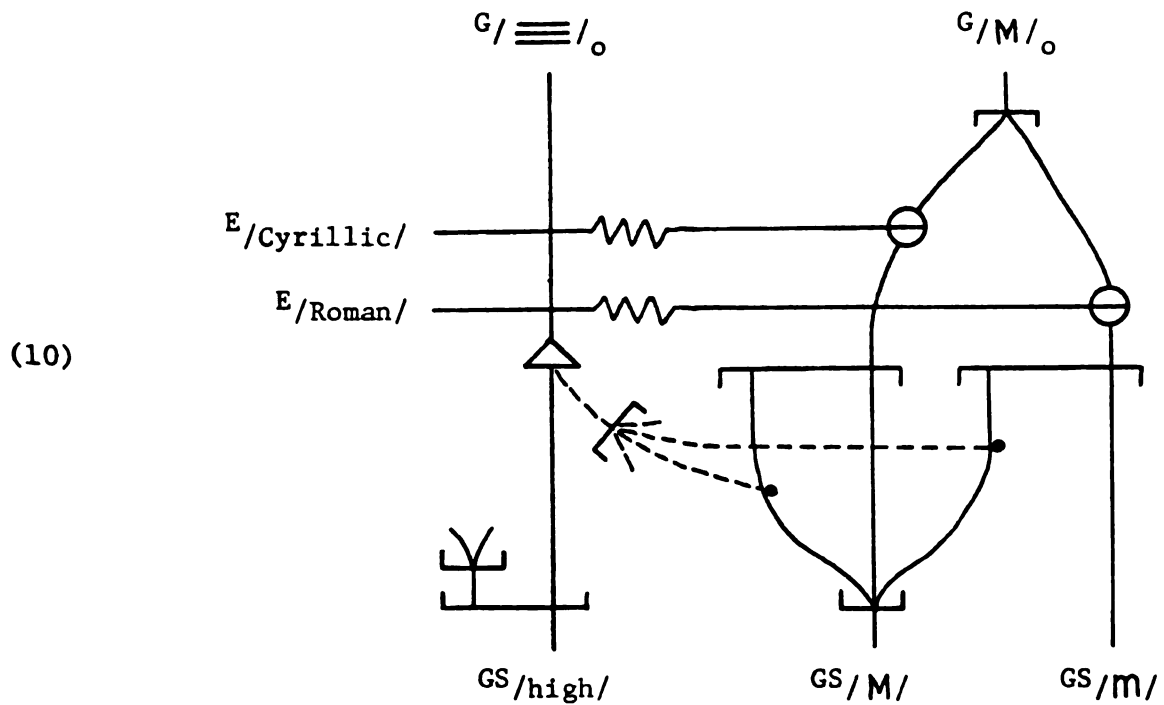 G/≡/o G/M/o
E/Cyrillic/
E/Roman/
(10)
GS/high/ GS/M/ GS/m/